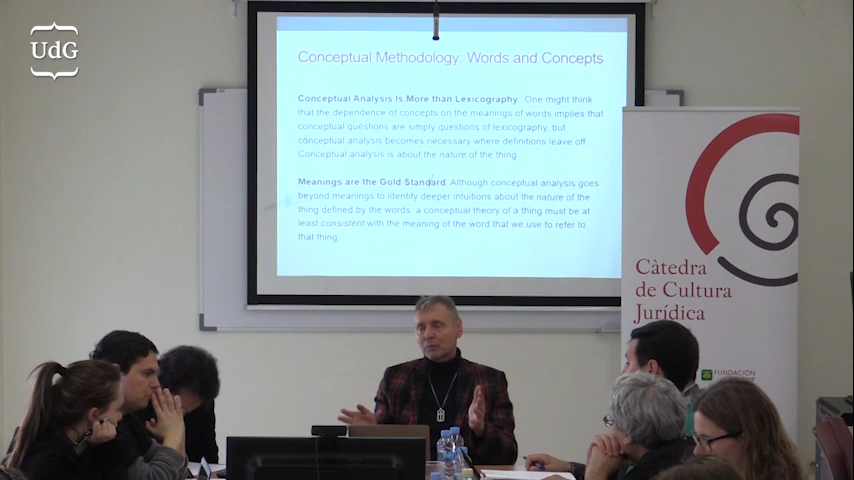 UdG
Conceptual Methodology: Words and Concepts
Conceptual Analysis Is More than Lexicography. One might think
that the dependence of concepts on the meanings of words implies that
conceptual questions are simply questions of lexicography, but
conceptual analysis becomes necessary where definitions leave off.
Conceptual analysis is about the nature of the thing.
Meanings are the Gold Standard. Although conceptual analysis goes
beyond meanings to identify deeper intuitions about the nature of the
thing defined by the words, a conceptual theory of a thing must be at
least consistent with the meaning of the word that we use to refer to
that thing.
Càtedra
de Cultura
Jurídica
FUNDACIÓN